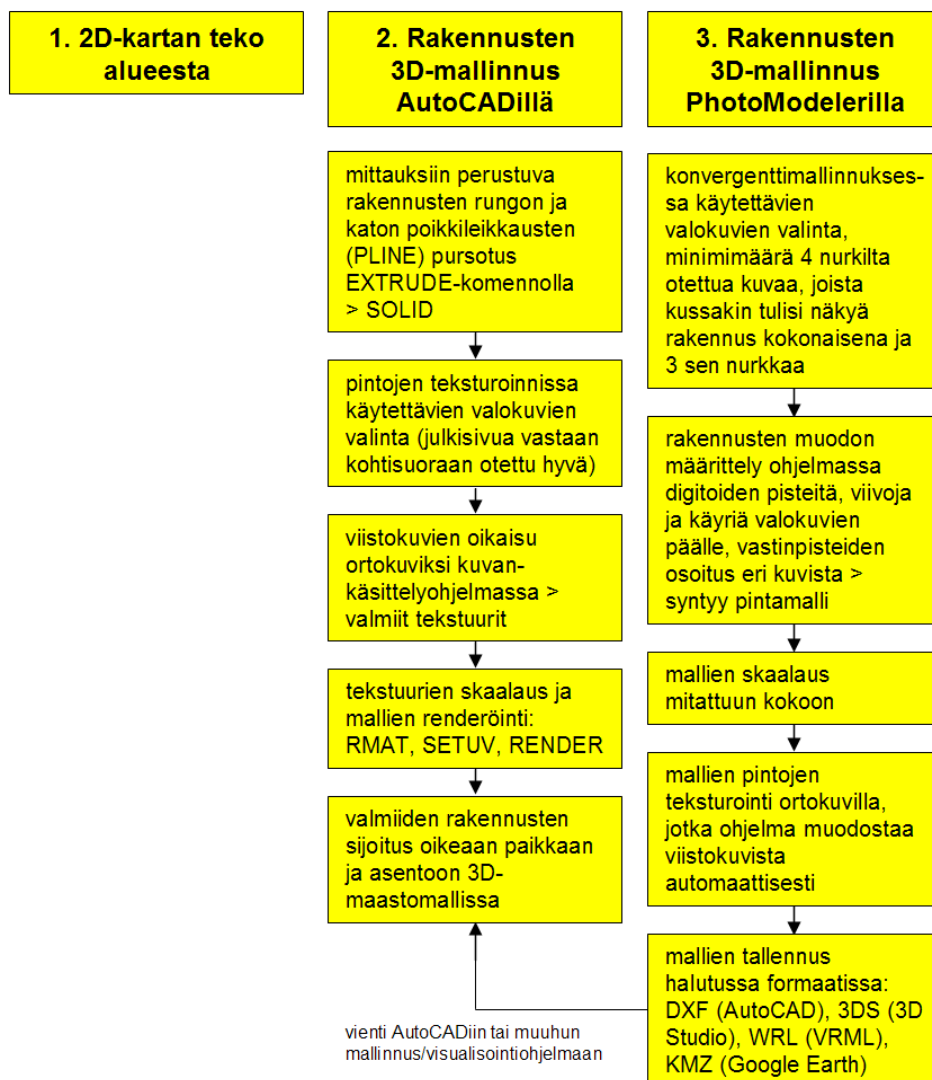 1. 2D-kartan teko
alueesta
2. Rakennusten
3D-mallinnus
AutoCADillä
mittauksiin perustuva
rakennusten rungon ja
katon poikkileikkausten
(PLINE) pursotus
EXTRUDE-komennolla
> SOLID
pintojen teksturoinnissa
käytettävien valokuvien
valinta (julkisivua vastaan
kohtisuoraan otettu hyvä)
viistokuvien oikaisu
ortokuviksi kuvan-
käsittelyohjelmassa >
valmiit tekstuurit
tekstuurien skaalaus ja
mallien renderöinti:
RMAT, SETUV, RENDER
valmiiden rakennusten
sijoitus oikeaan paikkaan
ja asentoon 3D-
maastomallissa
3. Rakennusten
3D-mallinnus
PhotoModelerilla
konvergenttimallinnukses-
sa käytettävien
valokuvien valinta,
minimimäärä 4 nurkilta
otettua kuvaa, joista
kussakin tulisi näkyä
rakennus kokonaisena ja
3 sen nurkkaa
rakennusten muodon
määrittely ohjelmassa
digitoiden pisteitä, viivoja
ja käyriä valokuvien
päälle, vastinpisteiden
osoitus eri kuvista >
syntyy pintamalli
mallien skaalaus
mitattuun kokoon
mallien pintojen
teksturointi ortokuvilla,
jotka ohjelma muodostaa
viistokuvista
automaattisesti
mallien tallennus
halutussa formaatissa:
DXF (AutoCAD), 3DS (3D
Studio), WRL (VRML),
KMZ (Google Earth)
vienti AutoCADiin tai muuhun
mallinnus/visualisointiohjelmaan